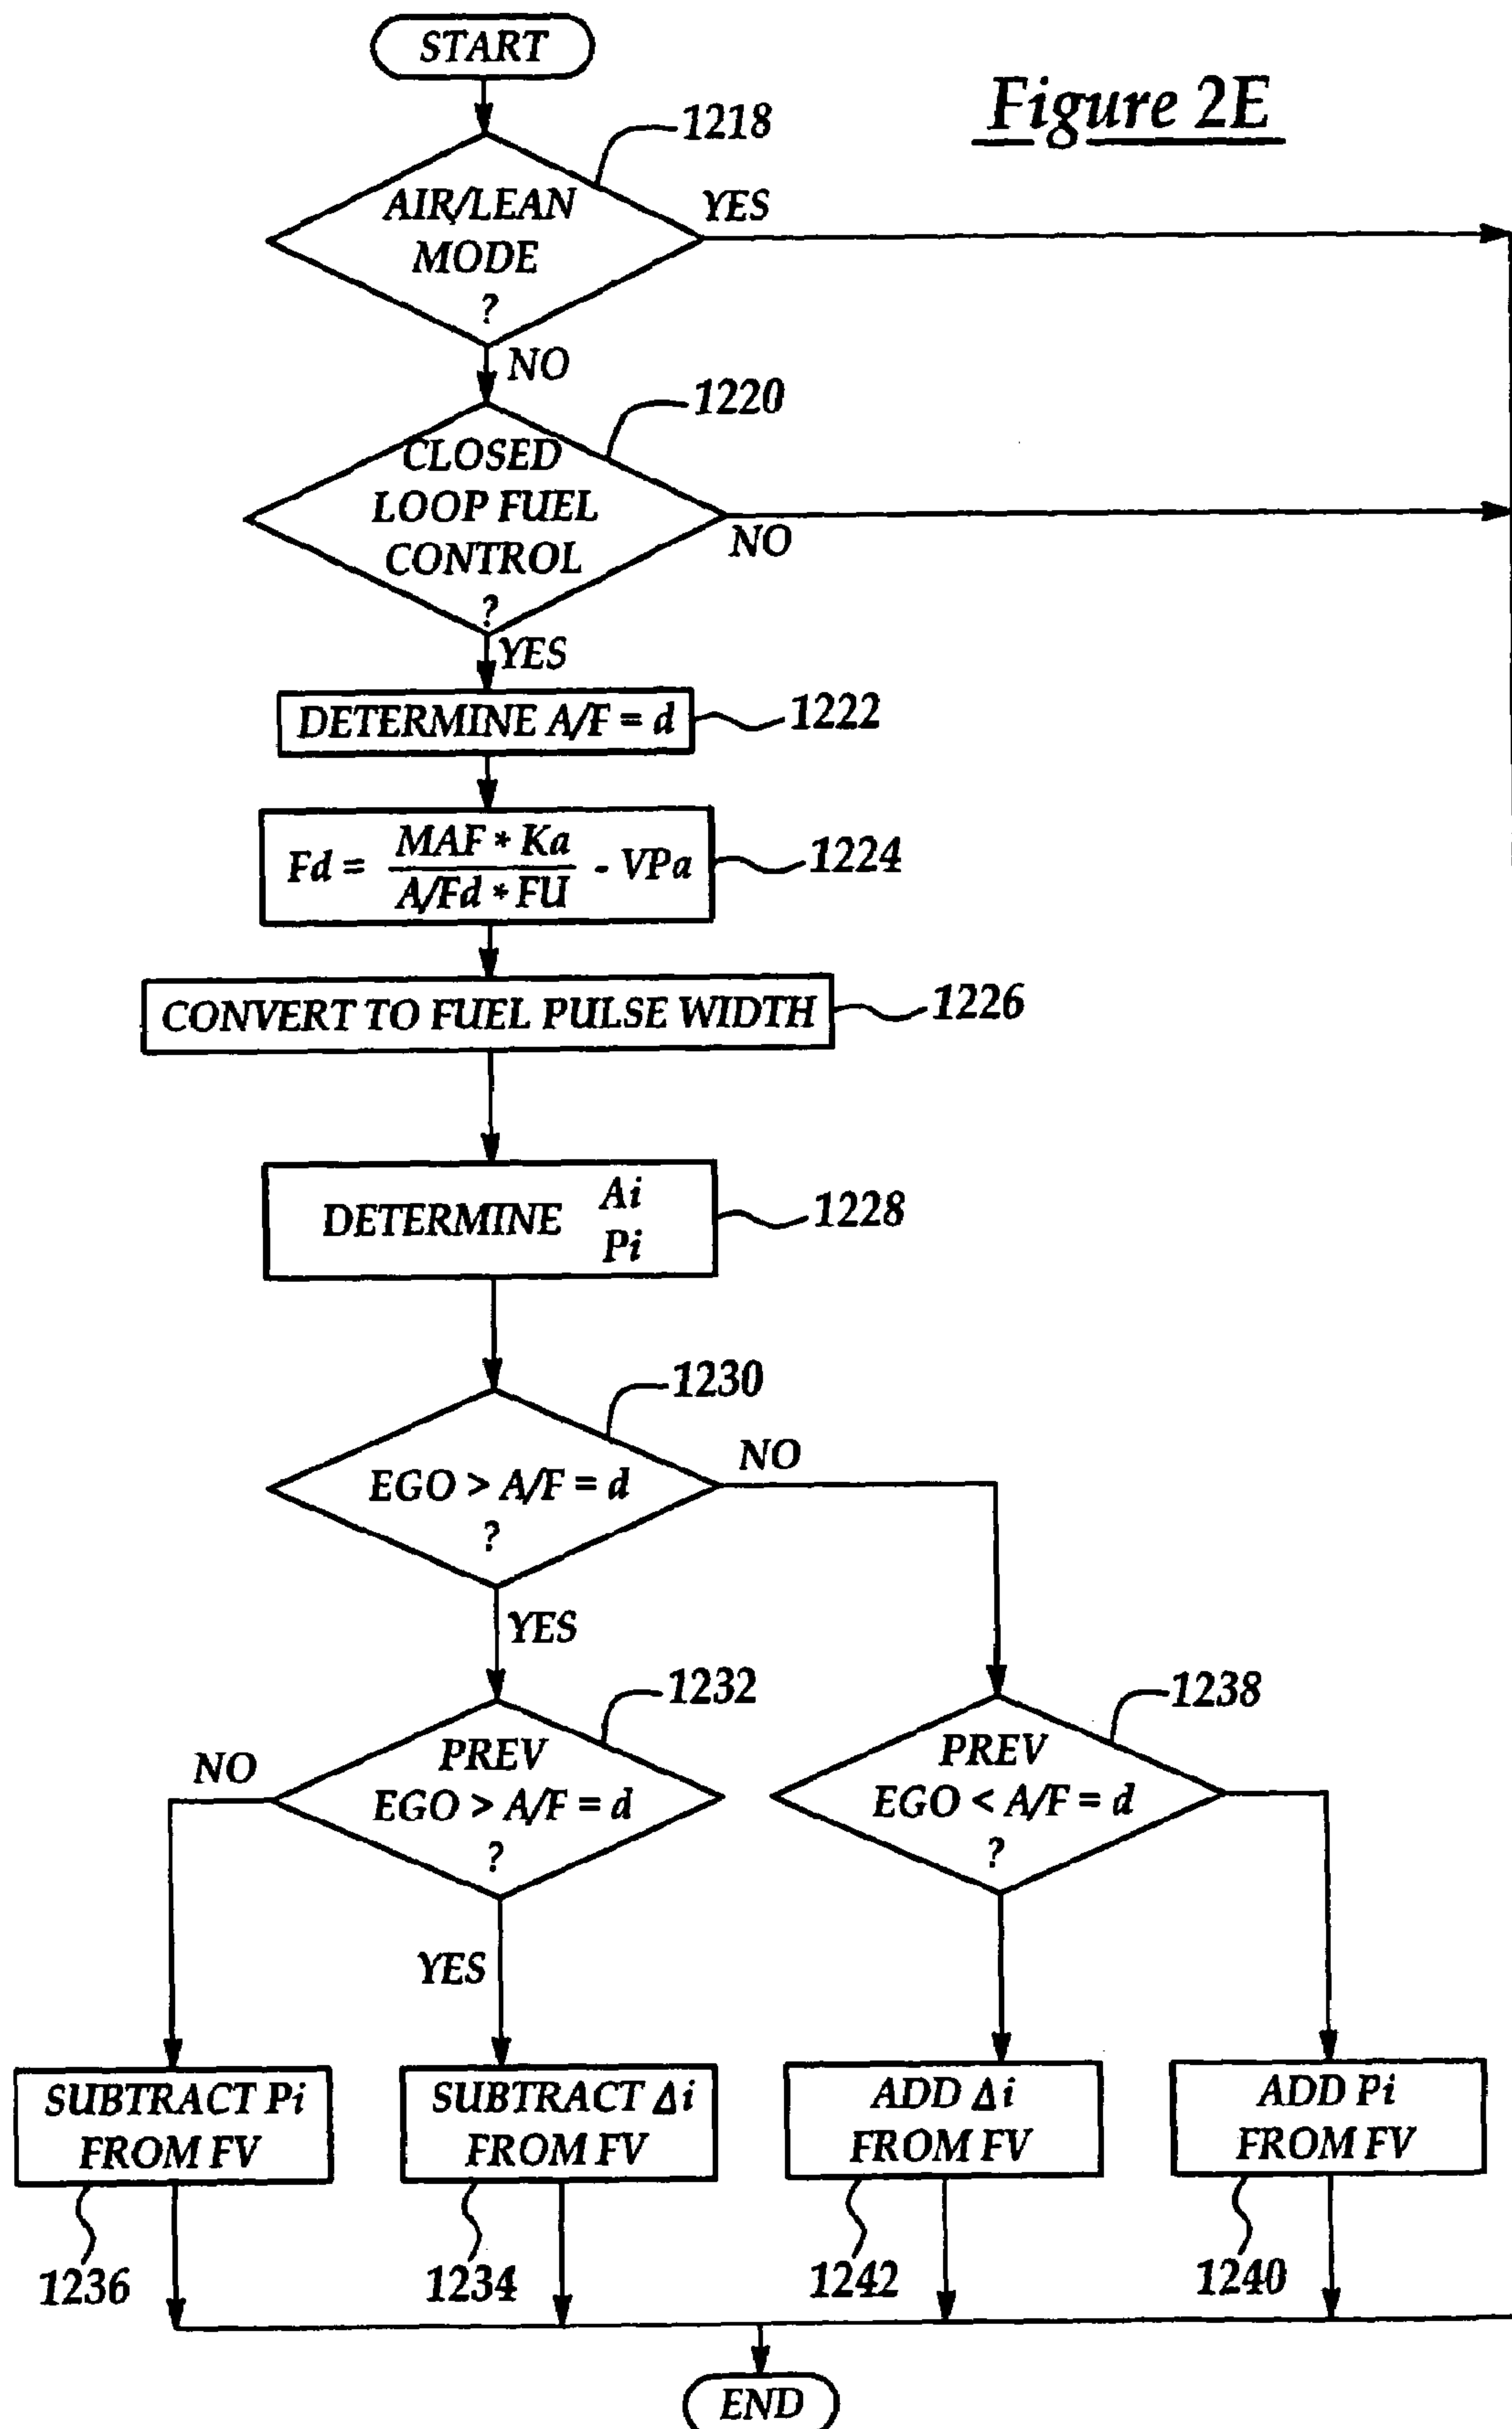 START
Figure 2E
1218
AIR/LEAN
MODE
?
YES
NO
1220
CLOSED
LOOP FUEL
CONTROL
?
NO
YES
DETERMINE A/F = d
1222
Fd = MAF * Ka / A/Fd * FU - VPa
1224
CONVERT TO FUEL PULSE WIDTH
1226
DETERMINE Ai
Pi
1228
1230
EGO > A/F = d
?
NO
YES
1232
PREV
EGO > A/F = d
?
NO
YES
1238
PREV
EGO < A/F = d
?
SUBTRACT Pi
FROM FV
1236
SUBTRACT Δi
FROM FV
1234
ADD Δi
FROM FV
1242
ADD Pi
FROM FV
1240
END